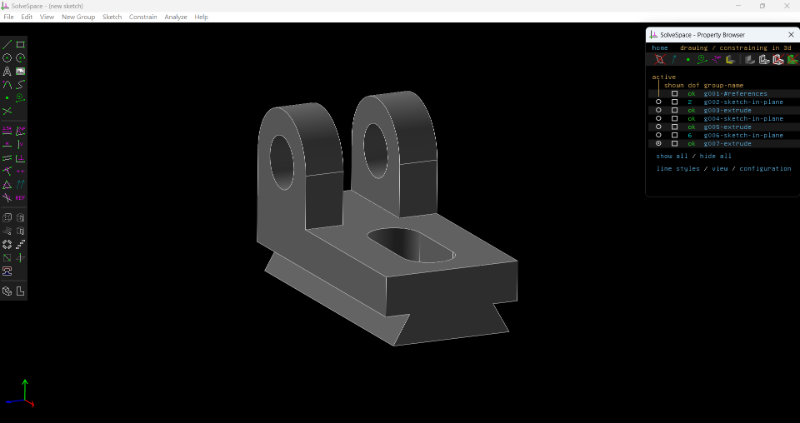 SolveSpace - (new sketch)
File Edit View New Group Sketch Constrain Analyze Help
SolveSpace - Property Browser
home drawing / constraining in 3d
active
shown dof group-name
ok g001-#references
2 g002-sketch-in-plane
ok g003-extrude
ok g004-sketch-in-plane
ok g005-extrude
6 g006-sketch-in-plane
ok g007-extrude
show all / hide all
line styles / view / configuration
REF